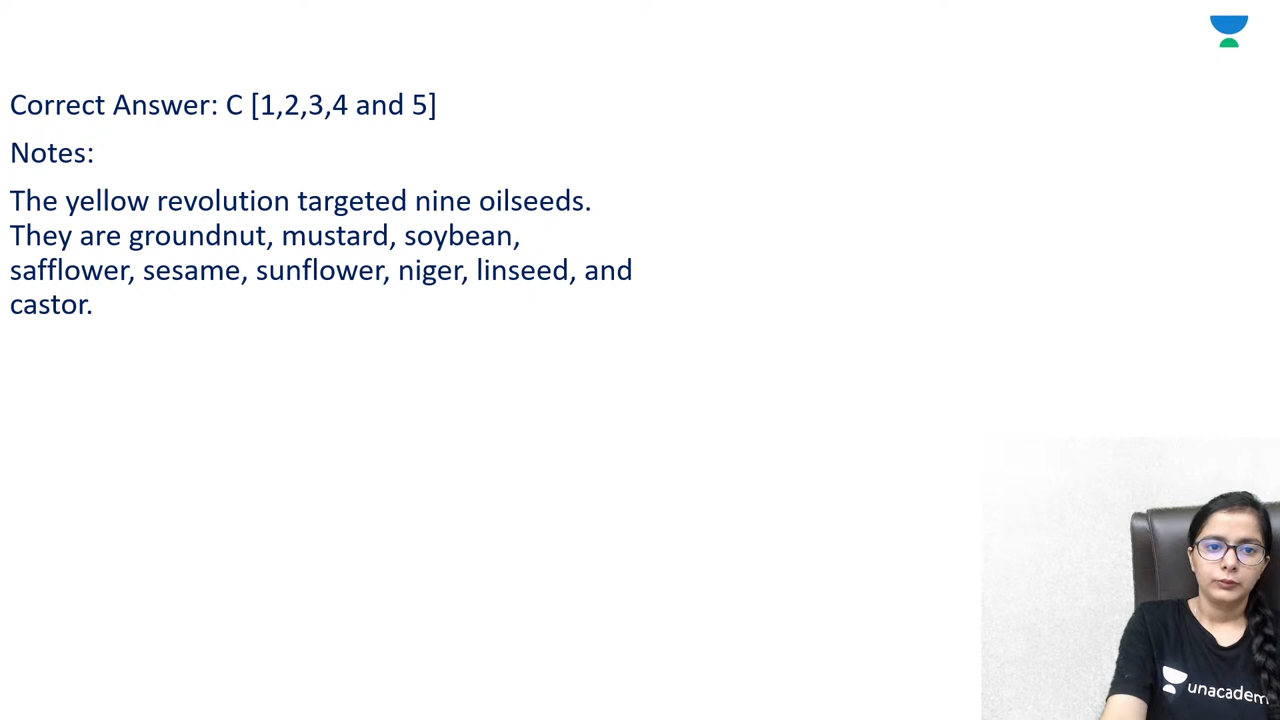 Correct Answer: C [1,2,3,4 and 5]
Notes:
The yellow revolution targeted nine oilseeds.
They are groundnut, mustard, soybean,
safflower, sesame, sunflower, niger, linseed, and
castor.
unacadem